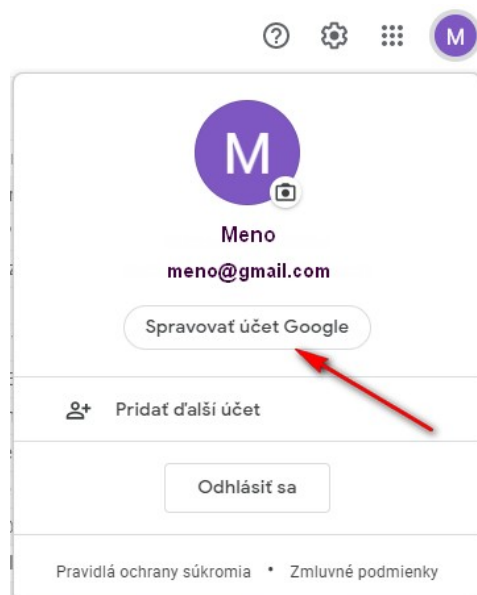 M
M
Meno
meno@gmail.com
Spravovať účet Google
Pridať ďalší účet
Odhlásiť sa
Pravidlá ochrany súkromia • Zmluvné podmienky